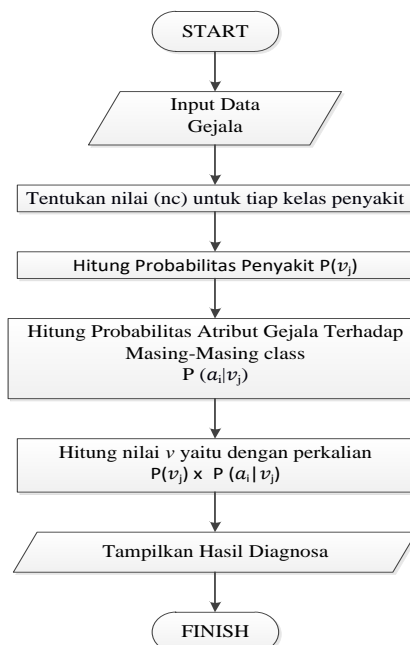 START
Input Data
Gejala
Tentukan nilai (nc) untuk tiap kelas penyakit
Hitung Probabilitas Penyakit P(vⱼ)
Hitung Probabilitas Atribut Gejala Terhadap
Masing-Masing class
P (aᵢ|vⱼ)
Hitung nilai v yaitu dengan perkalian
P(vⱼ) x P (aᵢ|vⱼ)
Tampilkan Hasil Diagnosa
FINISH